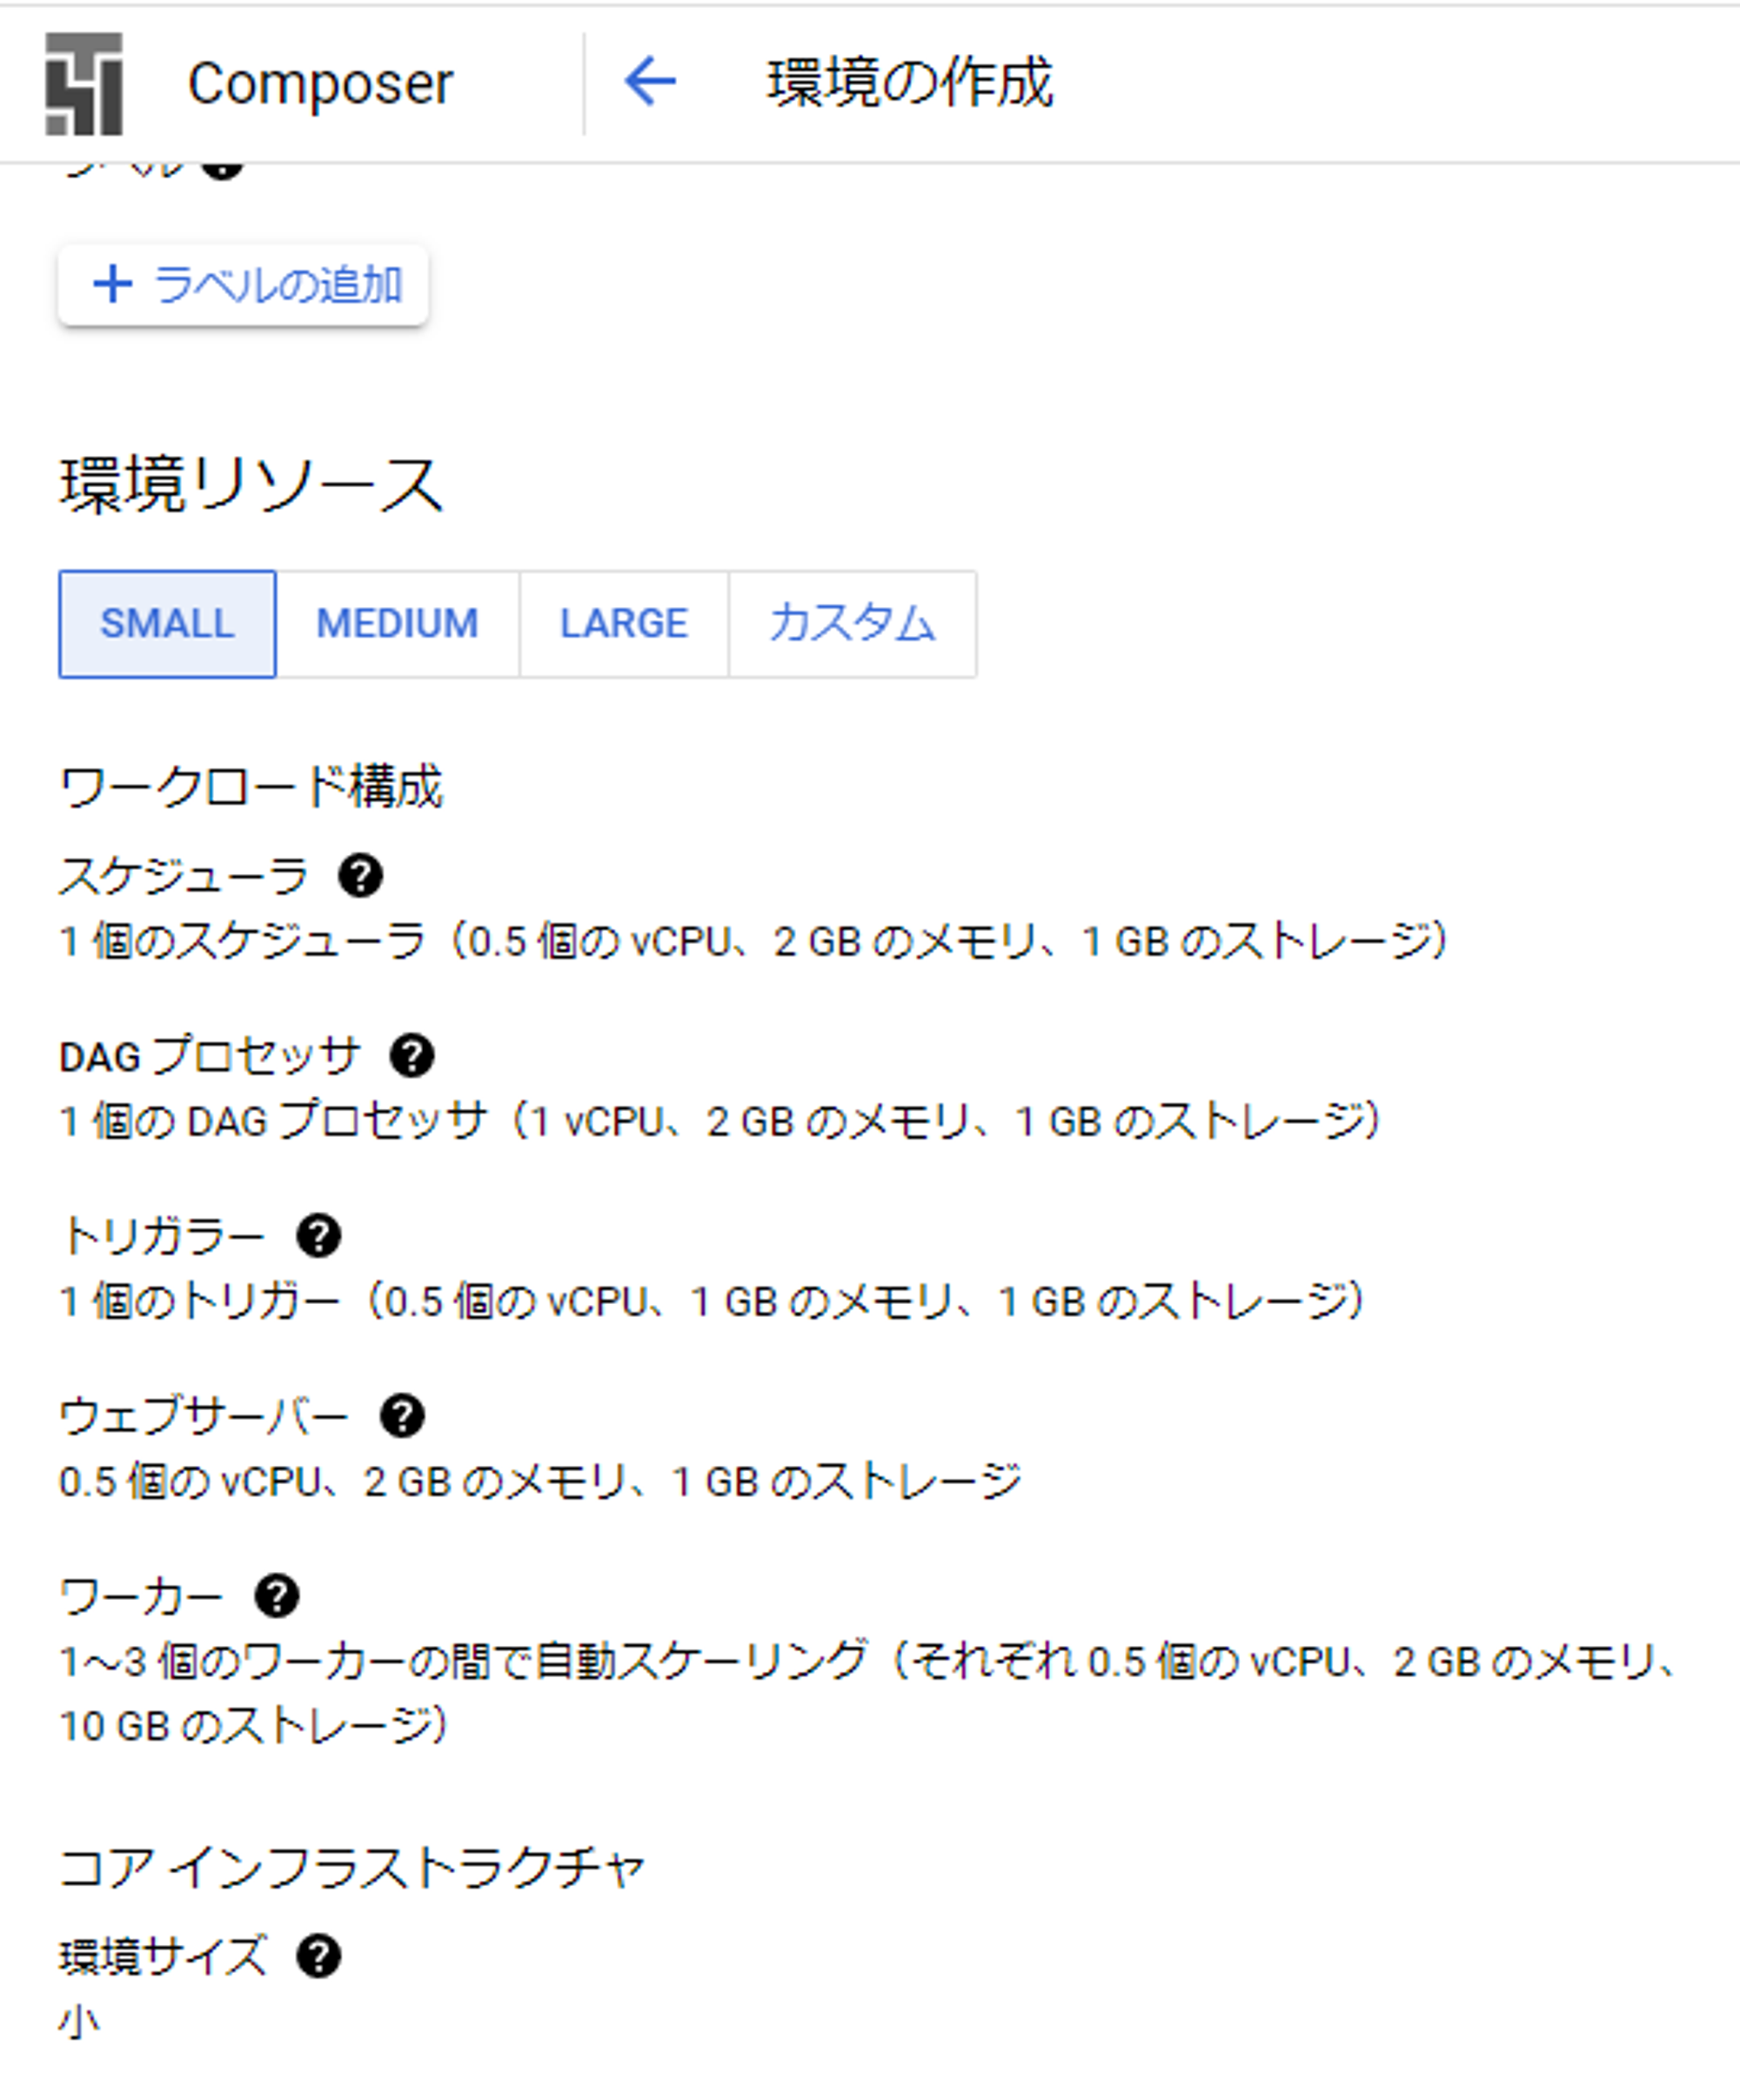 Composer
環境の作成
ラベル
ラベルの追加
環境リソース
SMALL
MEDIUM
LARGE
カスタム
ワークロード構成
スケジューラ
1 個のスケジューラ（0.5 個の vCPU、2 GB のメモリ、1 GB のストレージ）
DAG プロセッサ
1 個の DAG プロセッサ（1 vCPU、2 GB のメモリ、1 GB のストレージ）
トリガラー
1 個のトリガー（0.5 個の vCPU、1 GB のメモリ、1 GB のストレージ）
ウェブサーバー
0.5 個の vCPU、2 GB のメモリ、1 GB のストレージ
ワーカー
1～3 個のワーカーの間で自動スケーリング（それぞれ 0.5 個の vCPU、2 GB のメモリ、
10 GB のストレージ）
コア インフラストラクチャ
環境サイズ
小